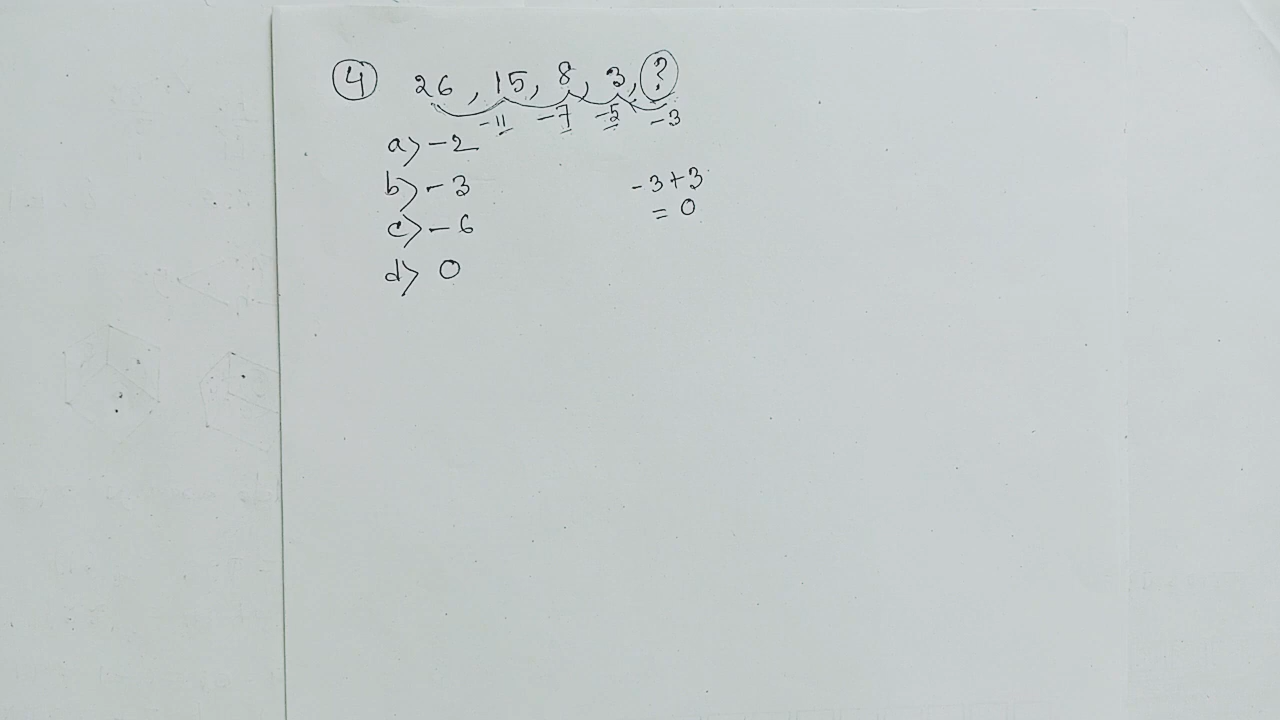 4 26, 15, 8, 3, ?
-11 -7 -5 -3
a> -2
b> -3
c> -6
d> 0
-3+3
= 0